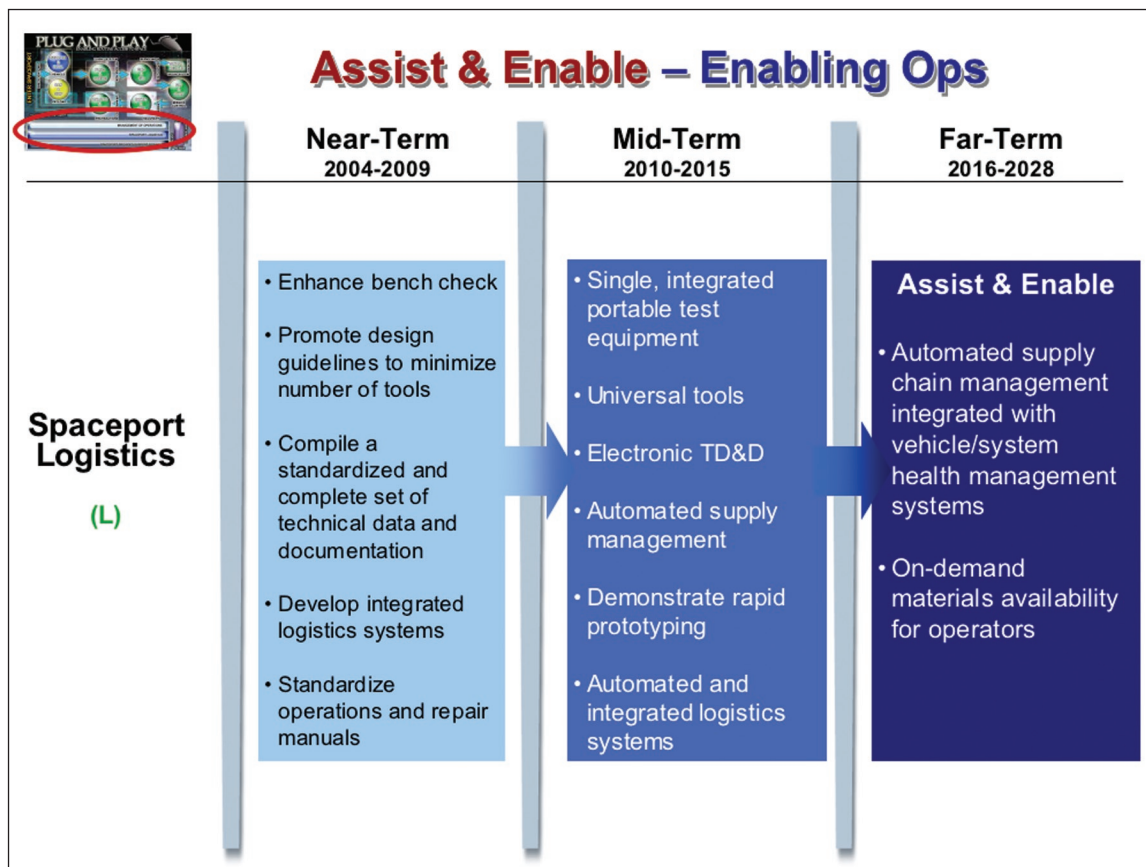 PLUG AND PLAY
Assist & Enable – Enabling Ops
Near-Term
2004-2009
Mid-Term
2010-2015
Far-Term
2016-2028
Spaceport
Logistics
(L)
• Enhance bench check
• Promote design
guidelines to minimize
number of tools
• Compile a
standardized and
complete set of
technical data and
documentation
• Develop integrated
logistics systems
• Standardize
operations and repair
manuals
• Single, integrated
portable test
equipment
• Universal tools
• Electronic TD&D
• Automated supply
management
• Demonstrate rapid
prototyping
• Automated and
integrated logistics
systems
Assist & Enable
• Automated supply
chain management
integrated with
vehicle/system
health management
systems
• On-demand
materials availability
for operators